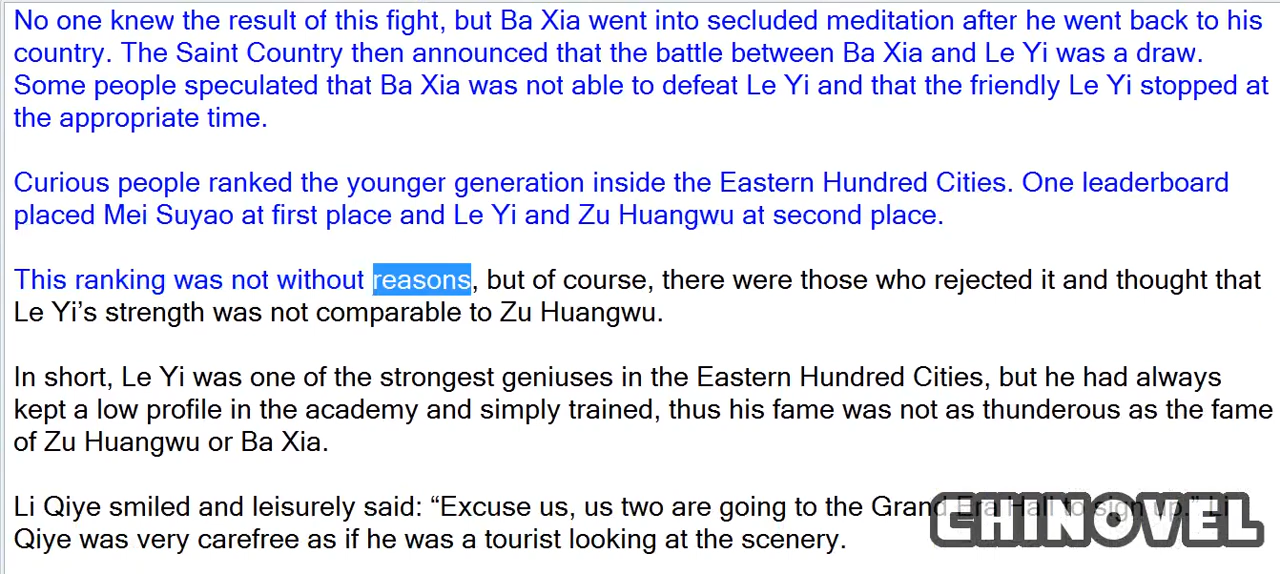 No one knew the result of this fight, but Ba Xia went into secluded meditation after he went back to his
country. The Saint Country then announced that the battle between Ba Xia and Le Yi was a draw.
Some people speculated that Ba Xia was not able to defeat Le Yi and that the friendly Le Yi stopped at
the appropriate time.
Curious people ranked the younger generation inside the Eastern Hundred Cities. One leaderboard
placed Mei Suyao at first place and Le Yi and Zu Huangwu at second place.
This ranking was not without reasons, but of course, there were those who rejected it and thought that
Le Yi’s strength was not comparable to Zu Huangwu.
In short, Le Yi was one of the strongest geniuses in the Eastern Hundred Cities, but he had always
kept a low profile in the academy and simply trained, thus his fame was not as thunderous as the fame
of Zu Huangwu or Ba Xia.
Li Qiye smiled and leisurely said: “Excuse us, us two are going to the Grand Era Hall to sign up.” Li
Qiye was very carefree as if he was a tourist looking at the scenery.
CHINOVEL